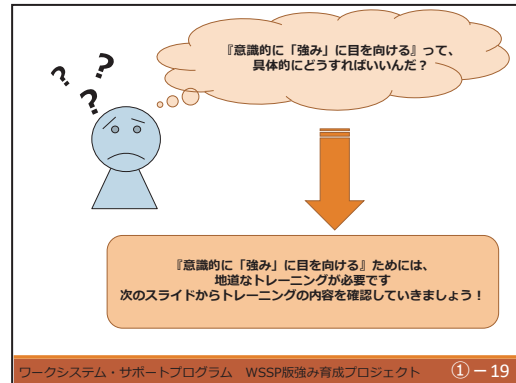 『意識的に「強み」に目を向ける』って、
具体的にどうすればいいんだ？
? ? ?
『意識的に「強み」に目を向ける』ためには、
地道なトレーニングが必要です
次のスライドからトレーニングの内容を確認していきましょう！
ワークシステム・サポートプログラム　WSSP版強み育成プロジェクト　①－19